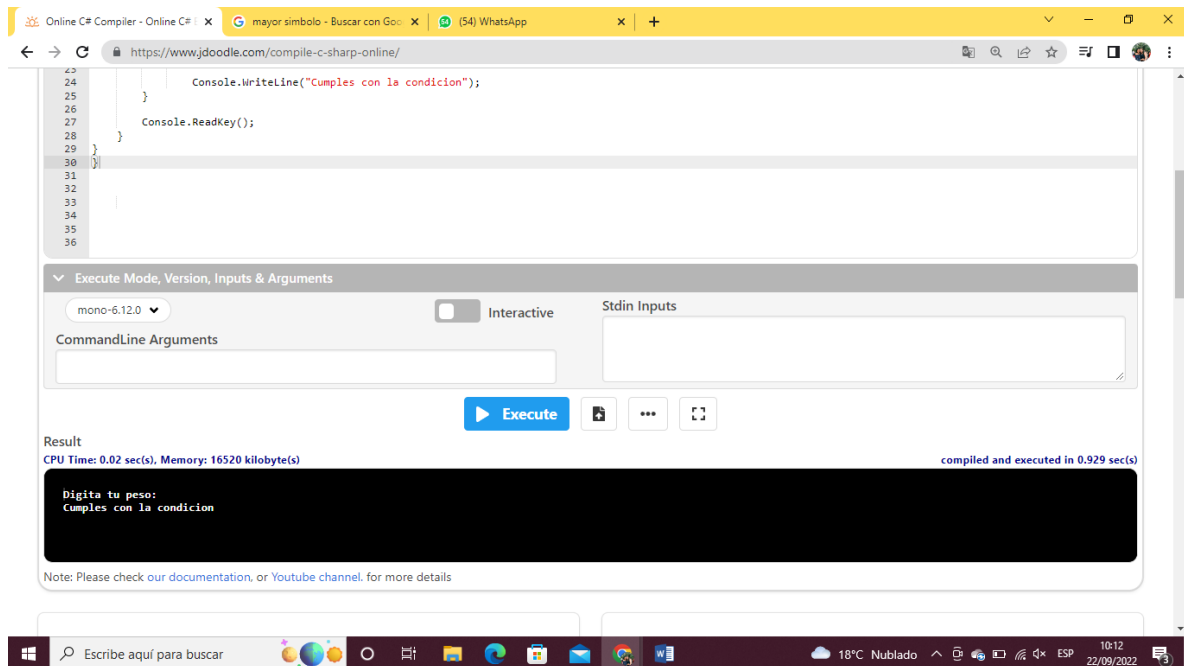 Online C# Compiler - Online C# E
mayor simbolo - Buscar con Goo
(54) WhatsApp
https://www.jdoodle.com/compile-c-sharp-online/
23
24 Console.WriteLine("Cumples con la condicion");
25 }
26
27 Console.ReadKey();
28 }
29 }
30 }
31
32
33
34
35
36
Execute Mode, Version, Inputs & Arguments
mono-6.12.0
Interactive
Stdin Inputs
CommandLine Arguments
Execute
Result
CPU Time: 0.02 sec(s), Memory: 16520 kilobyte(s)
compiled and executed in 0.929 sec(s)
Digita tu peso:
Cumples con la condicion
Note: Please check our documentation, or Youtube channel. for more details
Escribe aquí para buscar
18°C Nublado
ESP
10:12
22/09/2022
3